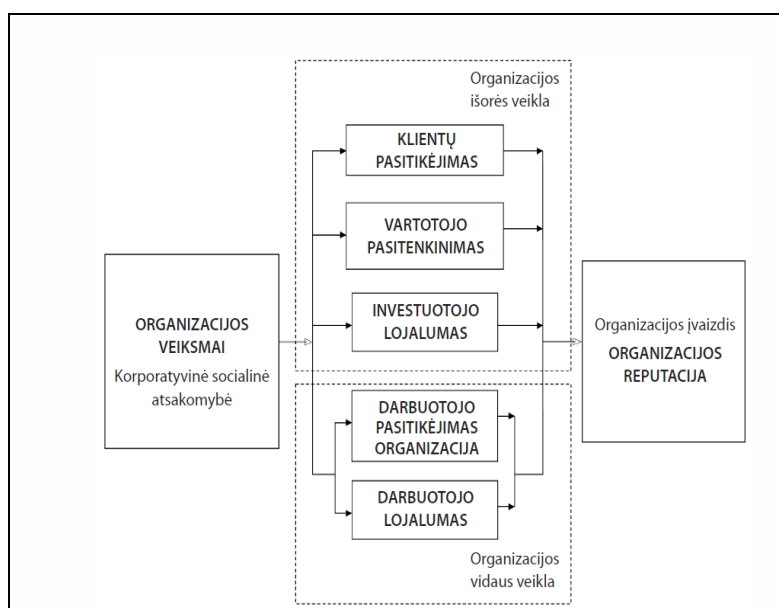 Organizacijos
išorės veikla
KLIENTŲ
PASITIKĖJIMAS
VARTOTOJO
PASITENKINIMAS
INVESTUOTOJO
LOJALUMAS
ORGANIZACIJOS
VEIKSMAI
Korporatyvinė socialinė
atsakomybė
Organizacijos įvaizdis
ORGANIZACIJOS
REPUTACIJA
DARBUOTOJO
PASITIKĖJIMAS
ORGANIZACIJA
DARBUOTOJO
LOJALUMAS
Organizacijos
vidaus veikla